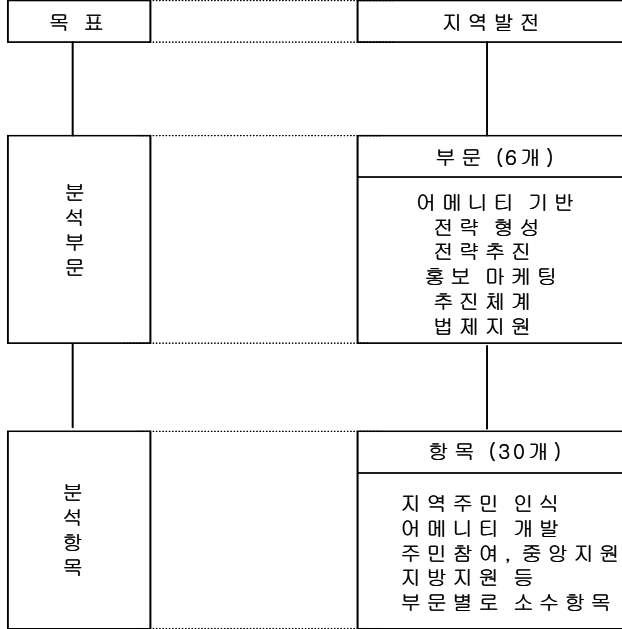 목 표
지역발전
분석부문
부문 (6개)
어메니티 기반
전략 형성
전략추진
홍보 마케팅
추진체계
법제지원
분석항목
항목 (30개)
지역주민 인식
어메니티 개발
주민참여, 중앙지원
지방지원 등
부문별로 소수항목